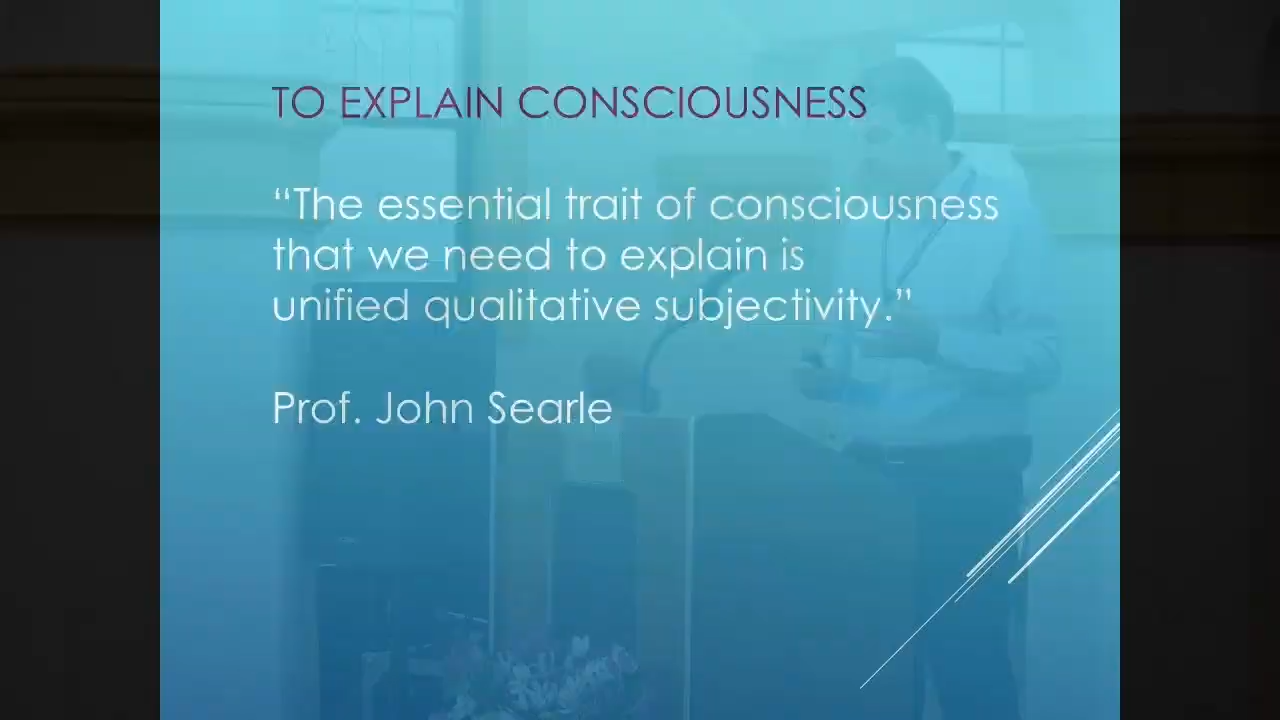 TO EXPLAIN CONSCIOUSNESS
“The essential trait of consciousness
that we need to explain is
unified qualitative subjectivity.”
Prof. John Searle